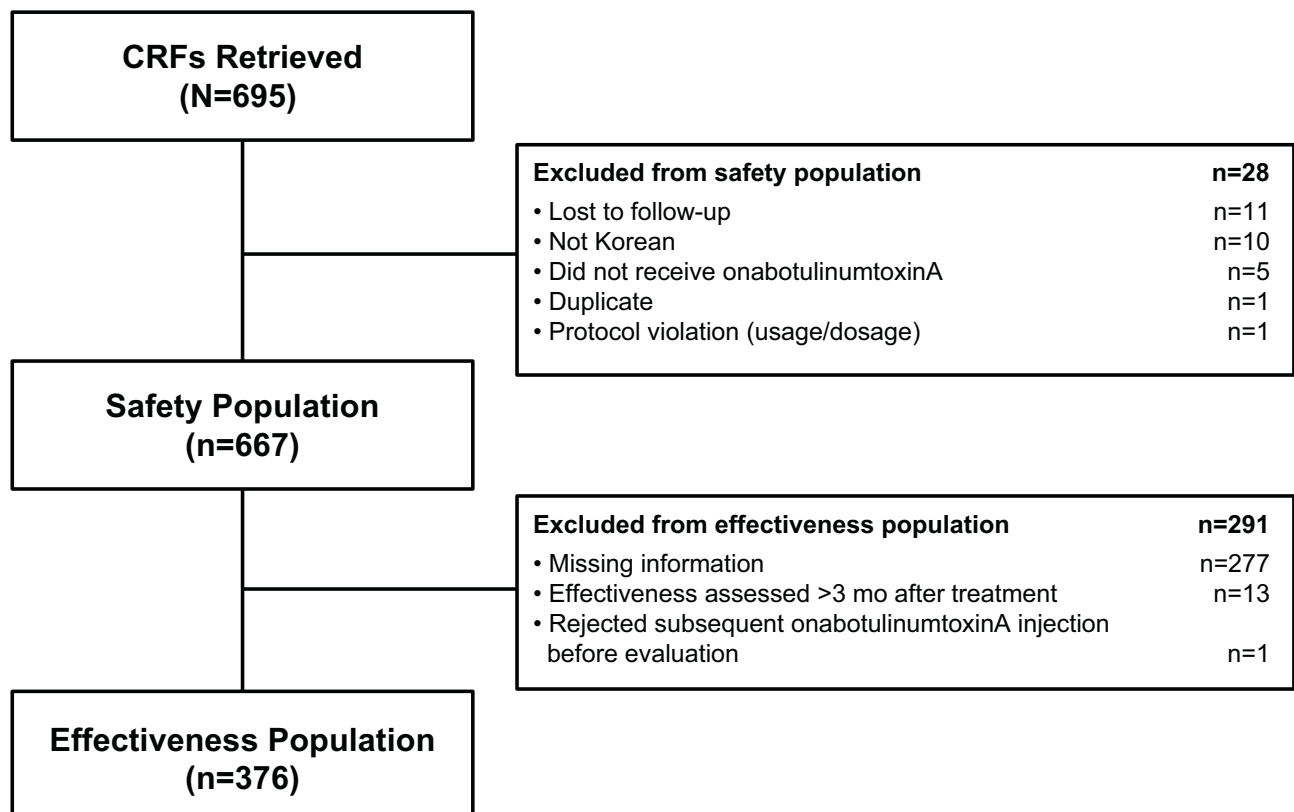 CRFs Retrieved
(N=695)
Excluded from safety population n=28
• Lost to follow-up n=11
• Not Korean n=10
• Did not receive onabotulinumtoxinA n=5
• Duplicate n=1
• Protocol violation (usage/dosage) n=1
Safety Population
(n=667)
Excluded from effectiveness population n=291
• Missing information n=277
• Effectiveness assessed >3 mo after treatment n=13
• Rejected subsequent onabotulinumtoxinA injection
before evaluation n=1
Effectiveness Population
(n=376)